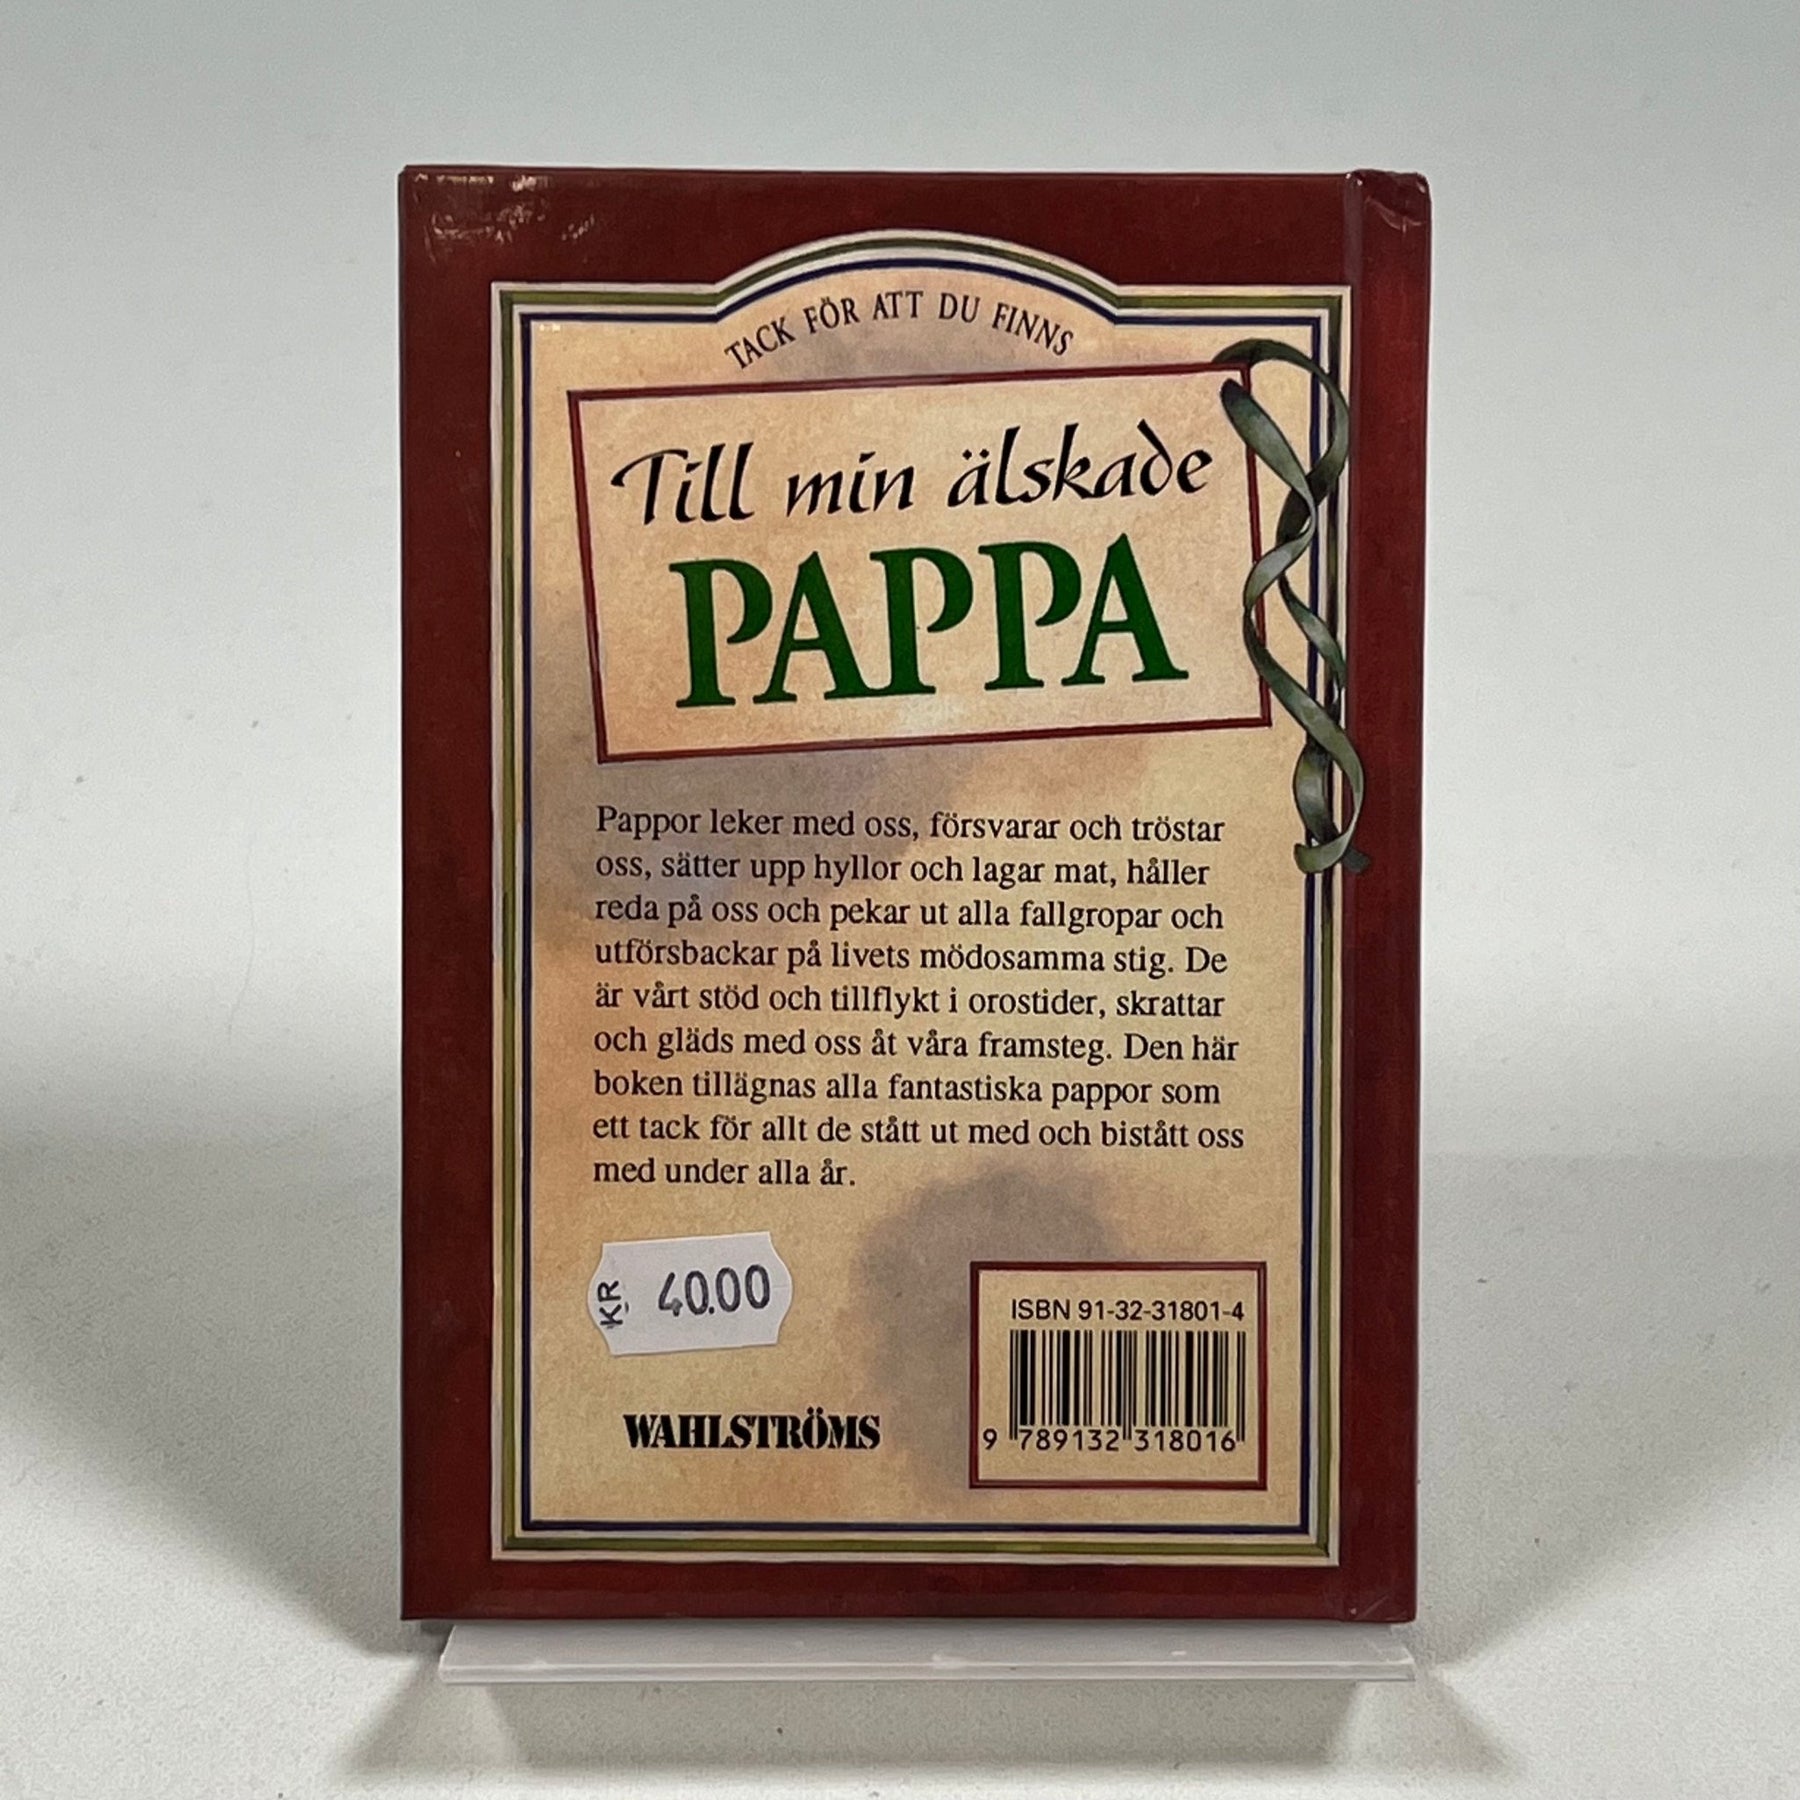 TACK FÖR ATT DU FINNS
Till min älskade
PAPPA
Pappor leker med oss, försvarar och tröstar
oss, sätter upp hyllor och lagar mat, håller
reda på oss och pekar ut alla fallgropar och
utförsbackar på livets mödosamma stig. De
är vårt stöd och tillflykt i orostider, skrattar
och gläds med oss åt våra framsteg. Den här
boken tillägnas alla fantastiska pappor som
ett tack för allt de stått ut med och bistått oss
med under alla år.
KR 40.00
WAHLSTRÖMS
ISBN 91-32-31801-4
9 789132 318016